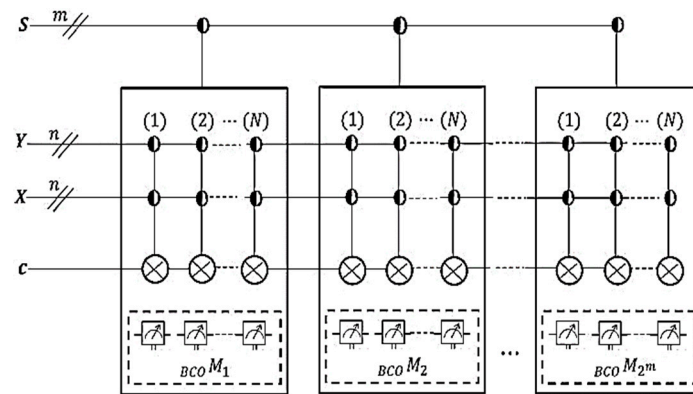 S m
(1) (2) ··· (N) (1) (2) ·· (N) (1) (2) ·· (N)
Y n
X n
c
BCO M₁ BCO M₂ ... BCO M₂ᵐ